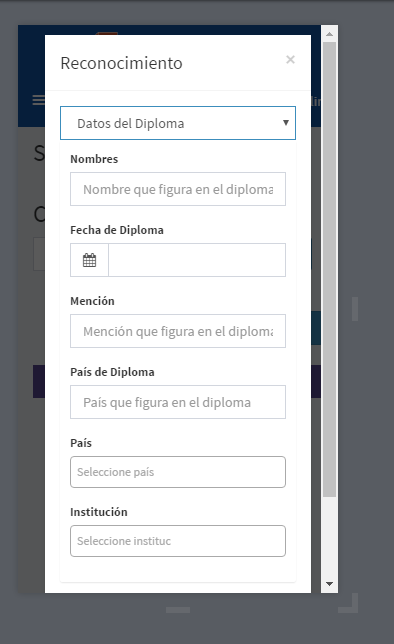 Reconocimiento ×
Datos del Diploma
Nombres
Nombre que figura en el diploma
Fecha de Diploma
Mención
Mención que figura en el diploma
País de Diploma
País que figura en el diploma
País
Seleccione país
Institución
Seleccione instituc